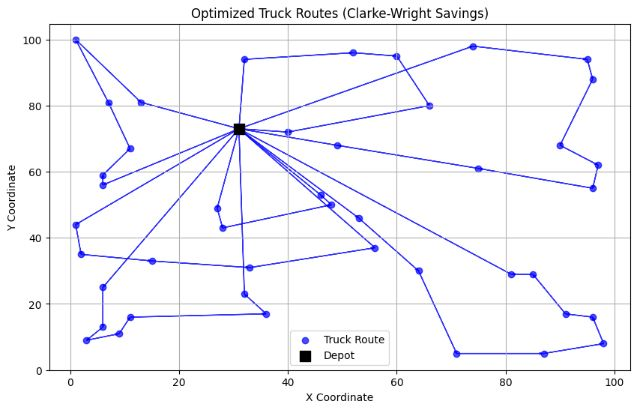 Optimized Truck Routes (Clarke-Wright Savings)
100
80
60
40
20
0
Y Coordinate
Truck Route
Depot
0 20 40 60 80 100
X Coordinate